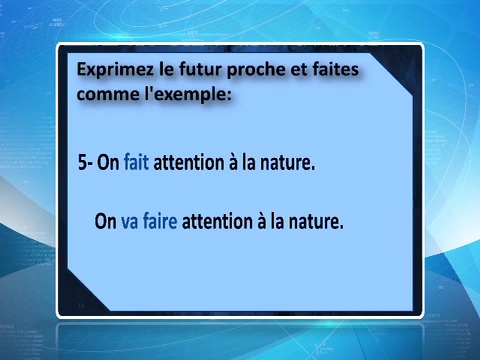 Exprimez le futur proche et faites
comme l'exemple:
5- On fait attention à la nature.
On va faire attention à la nature.